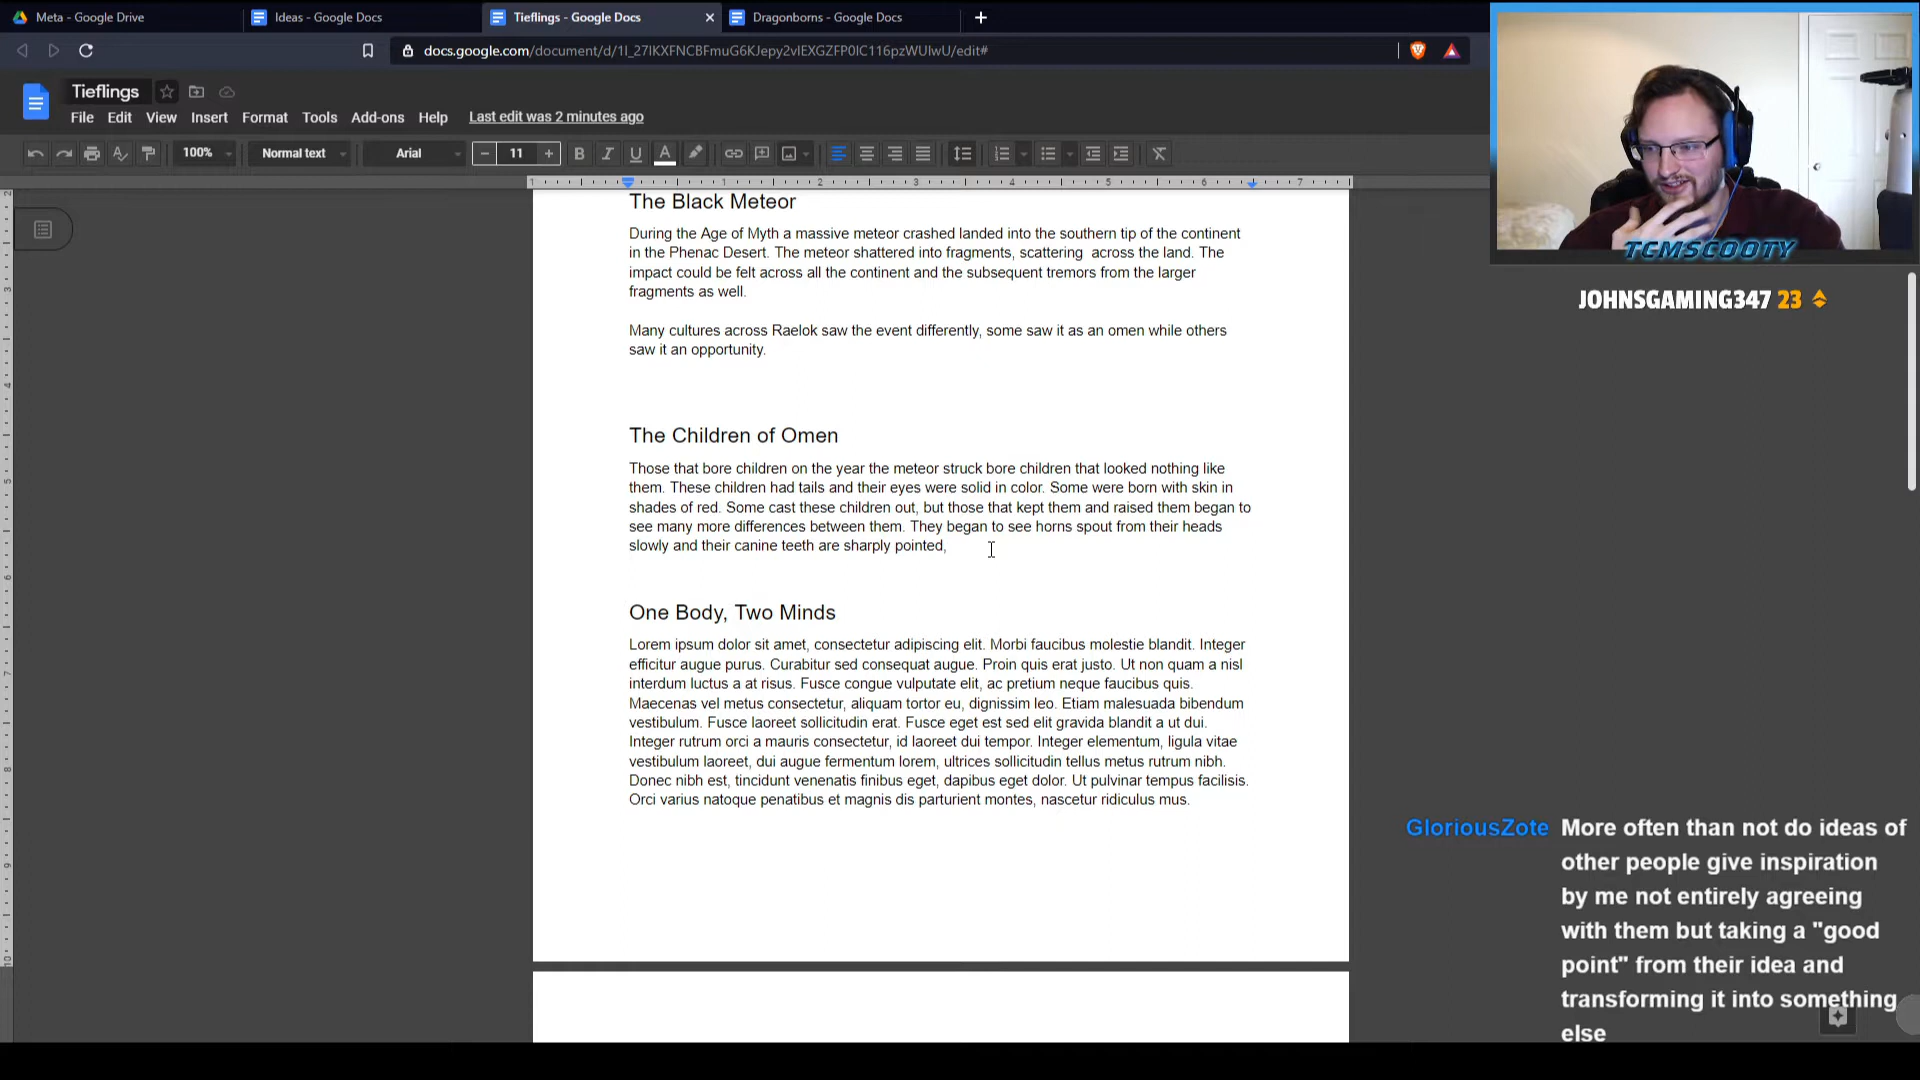 Meta - Google Drive
Ideas - Google Docs
Tieflings - Google Docs
Dragonborns - Google Docs
docs.google.com/document/d/1I_27IKXFNCBFmuG6KJepy2vIEXGZFP0IC116pzWUIwU/edit#
Tieflings
File Edit View Insert Format Tools Add-ons Help Last edit was 2 minutes ago
100% Normal text Arial 11
1 1 2 3 4 5 6 7
TCMSCOOTY
JOHNSGAMING347 23
The Black Meteor
During the Age of Myth a massive meteor crashed landed into the southern tip of the continent
in the Phenac Desert. The meteor shattered into fragments, scattering  across the land. The
impact could be felt across all the continent and the subsequent tremors from the larger
fragments as well.
Many cultures across Raelok saw the event differently, some saw it as an omen while others
saw it an opportunity.
The Children of Omen
Those that bore children on the year the meteor struck bore children that looked nothing like
them. These children had tails and their eyes were solid in color. Some were born with skin in
shades of red. Some cast these children out, but those that kept them and raised them began to
see many more differences between them. They began to see horns spout from their heads
slowly and their canine teeth are sharply pointed,
One Body, Two Minds
Lorem ipsum dolor sit amet, consectetur adipiscing elit. Morbi faucibus molestie blandit. Integer
efficitur augue purus. Curabitur sed consequat augue. Proin quis erat justo. Ut non quam a nisl
interdum luctus a at risus. Fusce congue vulputate elit, ac pretium neque faucibus quis.
Maecenas vel metus consectetur, aliquam tortor eu, dignissim leo. Etiam malesuada bibendum
vestibulum. Fusce laoreet sollicitudin erat. Fusce eget est sed elit gravida blandit a ut dui.
Integer rutrum orci a mauris consectetur, id laoreet dui tempor. Integer elementum, ligula vitae
vestibulum laoreet, dui augue fermentum lorem, ultrices sollicitudin tellus metus rutrum nibh.
Donec nibh est, tincidunt venenatis finibus eget, dapibus eget dolor. Ut pulvinar tempus facilisis.
Orci varius natoque penatibus et magnis dis parturient montes, nascetur ridiculus mus.
GloriousZote More often than not do ideas of
other people give inspiration
by me not entirely agreeing
with them but taking a "good
point" from their idea and
transforming it into something
else